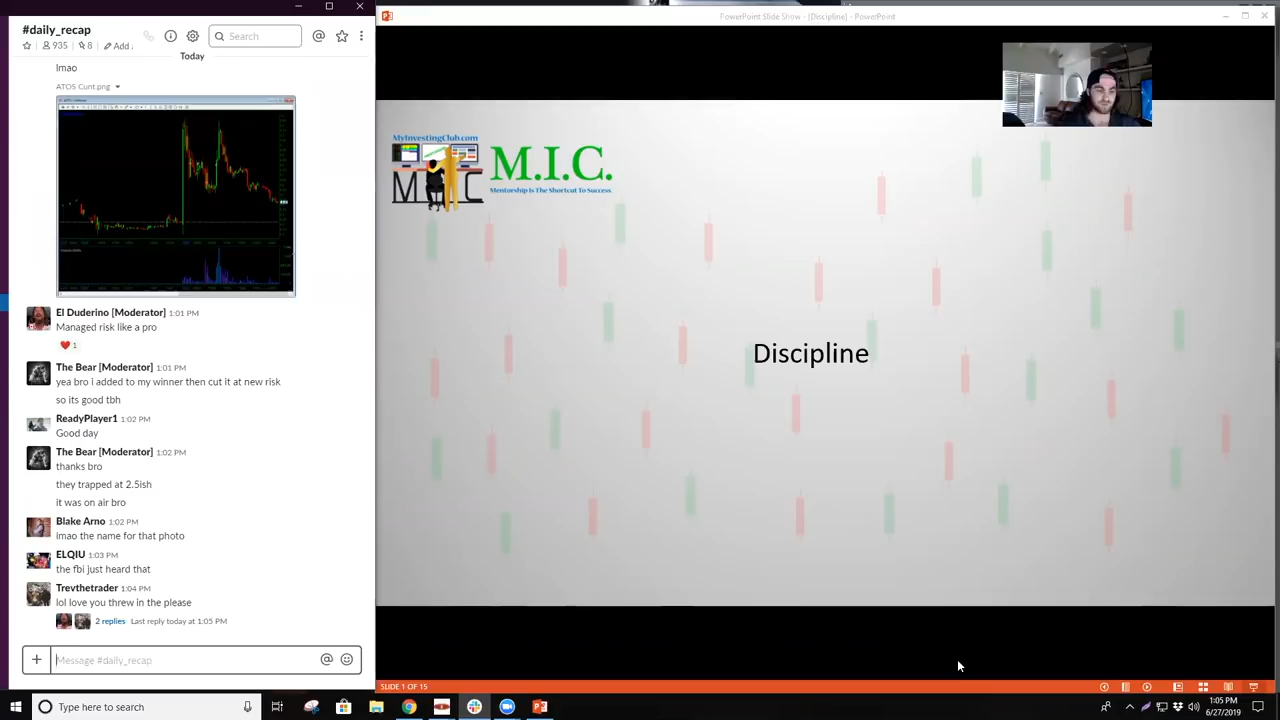 #daily_recap
935
8
Add
Search
Today
lmao
ATOS Cunt.png
El Duderino [Moderator] 1:01 PM
Managed risk like a pro
1
The Bear [Moderator] 1:01 PM
yea bro i added to my winner then cut it at new risk
so its good tbh
ReadyPlayer1 1:02 PM
Good day
The Bear [Moderator] 1:02 PM
thanks bro
they trapped at 2.5ish
it was on air bro
Blake Arno 1:02 PM
lmao the name for that photo
ELQIU 1:03 PM
the fbi just heard that
Trevthetrader 1:04 PM
lol love you threw in the please
2 replies Last reply today at 1:05 PM
Message #daily_recap
PowerPoint Slide Show - [Discipline] - PowerPoint
MyInvestingClub.com
MIC
M.I.C.
Mentorship Is The Shortcut To Success.
Discipline
SLIDE 1 OF 15
Type here to search
1:05 PM
6/27/2019